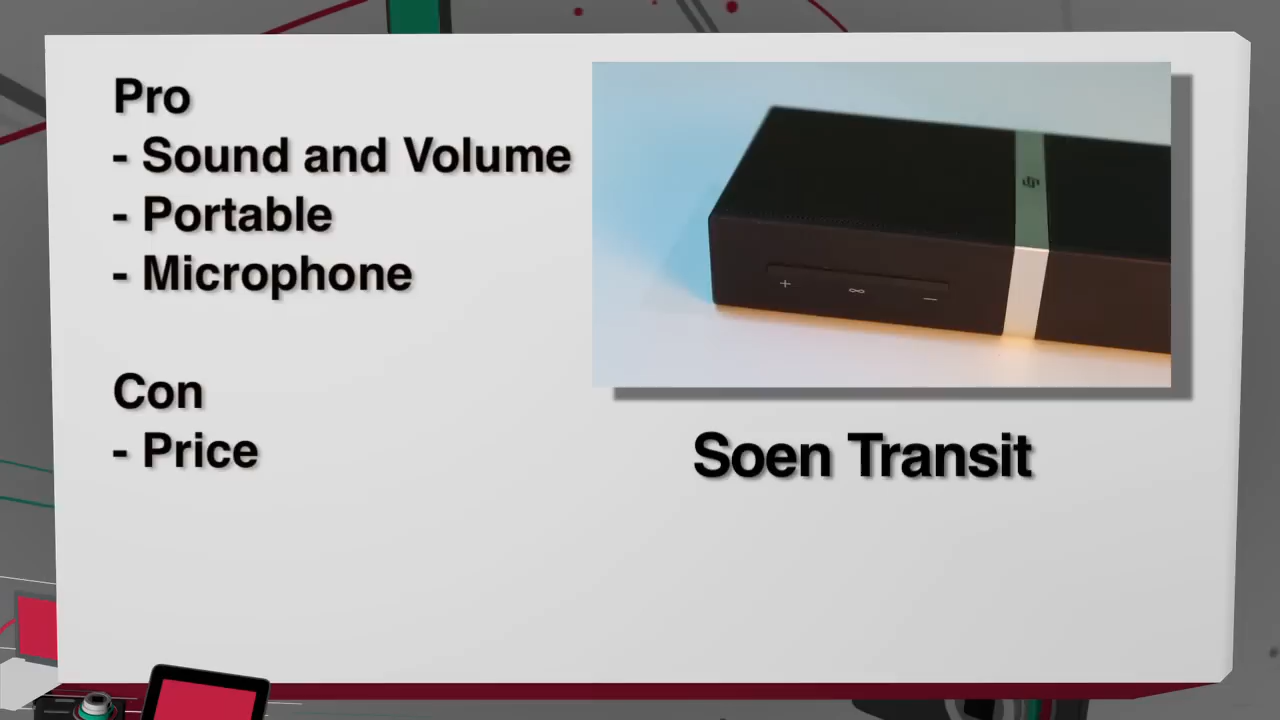 Pro
- Sound and Volume
- Portable
- Microphone
Con
- Price
Soen Transit